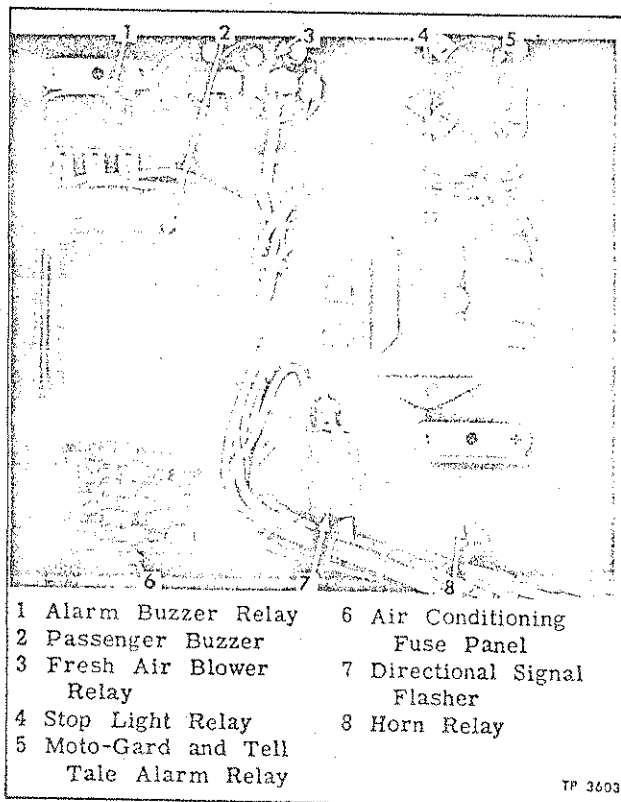 1 2 3 4 5
6 7 8
1 Alarm Buzzer Relay
2 Passenger Buzzer
3 Fresh Air Blower
Relay
4 Stop Light Relay
5 Moto-Gard and Tell
Tale Alarm Relay
6 Air Conditioning
Fuse Panel
7 Directional Signal
Flasher
8 Horn Relay
TP 3603